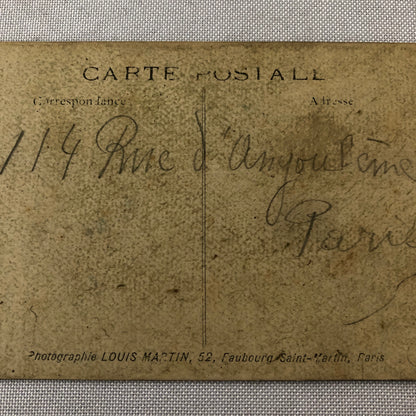 CARTE POSTALE
Correspondance
Adresse
114 Rue d'Angoulême
Paris
Photographie LOUIS MARTIN, 52, Faubourg Saint-Martin, Paris